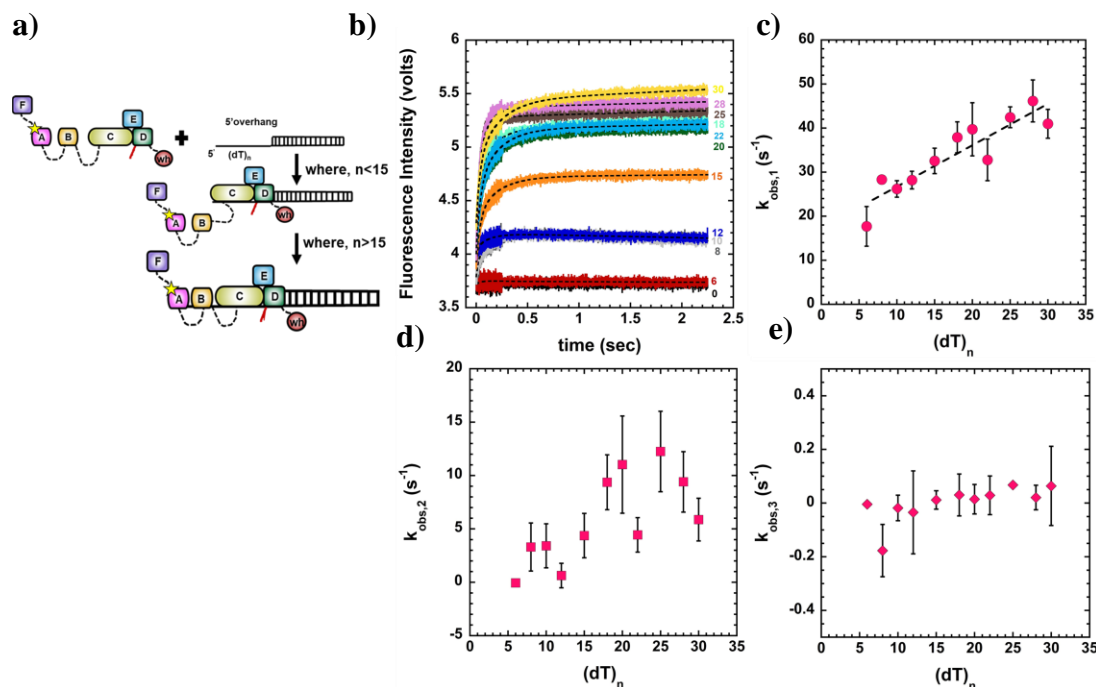 a)
F
A
B
C
E
D
wh
+
5'overhang
5'
(dT)n
where, n<15
F
A
B
C
E
D
wh
where, n>15
F
A
B
C
E
D
wh
b)
Fluorescence Intensity (volts)
6
5.5
5
4.5
4
3.5
30
28
25
18
22
20
15
12
10
8
6
0
0 0.5 1 1.5 2 2.5
time (sec)
c)
kobs,1 (s-1)
60
50
40
30
20
10
0
0 5 10 15 20 25 30 35
(dT)n
d)
kobs,2 (s-1)
20
15
10
5
0
-5
0 5 10 15 20 25 30 35
(dT)n
e)
kobs,3 (s-1)
0.4
0.2
0
-0.2
-0.4
0 5 10 15 20 25 30 35
(dT)n